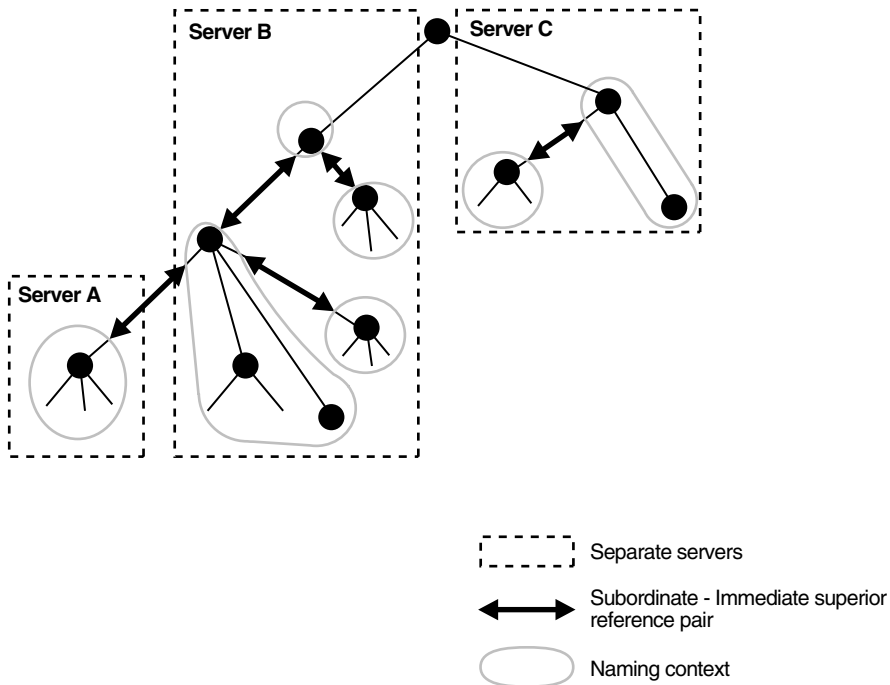 Server B
Server C
Server A
Separate servers
Subordinate - Immediate superior
reference pair
Naming context